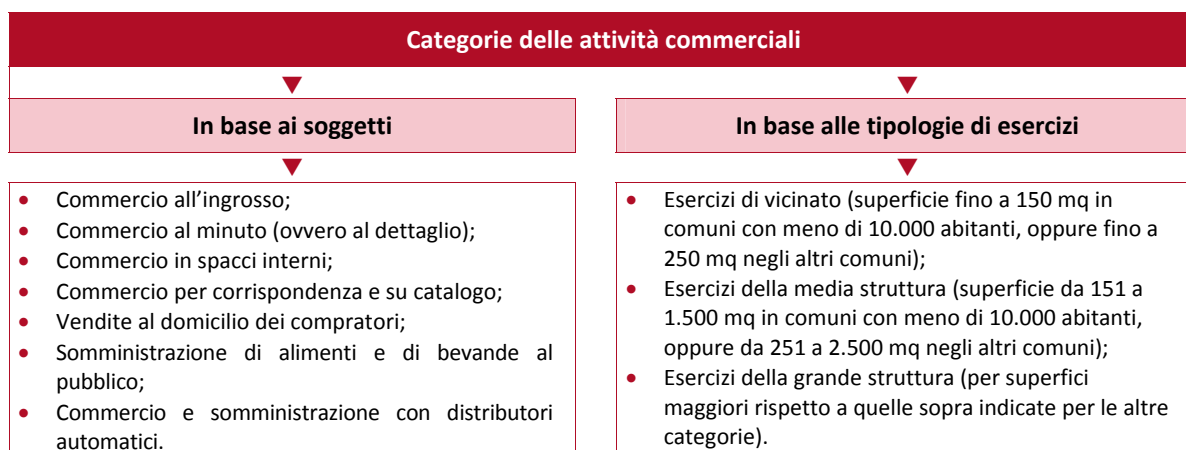 Categorie delle attività commerciali
In base ai soggetti
• Commercio all’ingrosso;
• Commercio al minuto (ovvero al dettaglio);
• Commercio in spacci interni;
• Commercio per corrispondenza e su catalogo;
• Vendite al domicilio dei compratori;
• Somministrazione di alimenti e di bevande al
pubblico;
• Commercio e somministrazione con distributori
automatici.
In base alle tipologie di esercizi
• Esercizi di vicinato (superficie fino a 150 mq in
comuni con meno di 10.000 abitanti, oppure fino a
250 mq negli altri comuni);
• Esercizi della media struttura (superficie da 151 a
1.500 mq in comuni con meno di 10.000 abitanti,
oppure da 251 a 2.500 mq negli altri comuni);
• Esercizi della grande struttura (per superfici
maggiori rispetto a quelle sopra indicate per le altre
categorie).